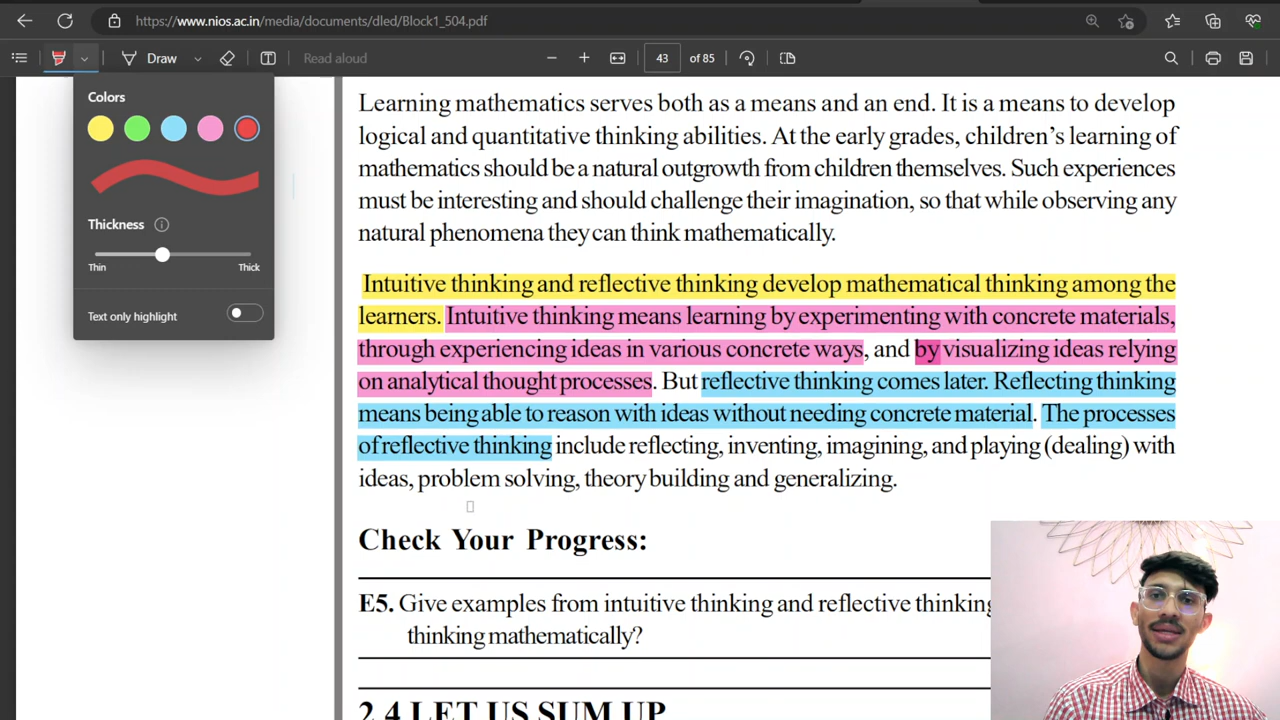 https://www.nios.ac.in/media/documents/dled/Block1_504.pdf
Draw
Read aloud
43
of 85
Colors
Thickness
Thin
Thick
Text only highlight
Learning mathematics serves both as a means and an end. It is a means to develop
logical and quantitative thinking abilities. At the early grades, children's learning of
mathematics should be a natural outgrowth from children themselves. Such experiences
must be interesting and should challenge their imagination, so that while observing any
natural phenomena they can think mathematically.
Intuitive thinking and reflective thinking develop mathematical thinking among the
learners. Intuitive thinking means learning by experimenting with concrete materials,
through experiencing ideas in various concrete ways, and by visualizing ideas relying
on analytical thought processes. But reflective thinking comes later. Reflecting thinking
means being able to reason with ideas without needing concrete material. The processes
of reflective thinking include reflecting, inventing, imagining, and playing (dealing) with
ideas, problem solving, theory building and generalizing.
Check Your Progress:
E5. Give examples from intuitive thinking and reflective thinking
thinking mathematically?
2.4 LET US SUM UP